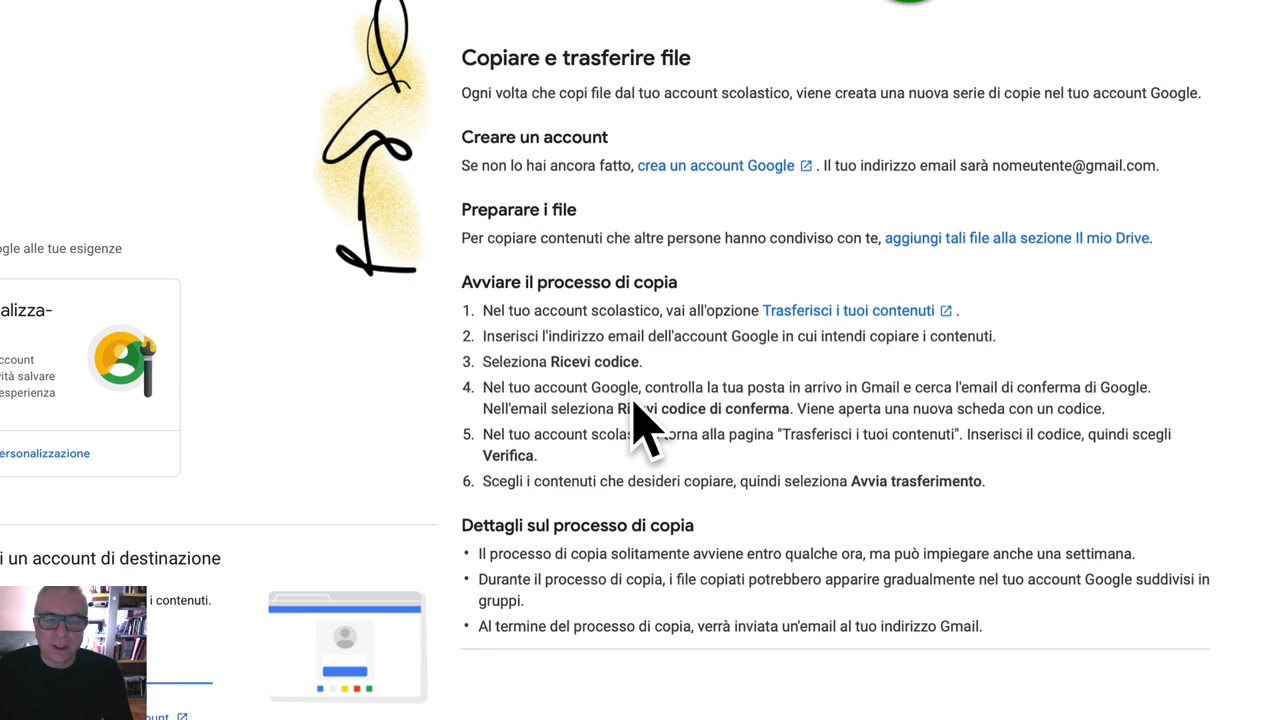 Copiare e trasferire file
Ogni volta che copi file dal tuo account scolastico, viene creata una nuova serie di copie nel tuo account Google.
Creare un account
Se non lo hai ancora fatto, crea un account Google . Il tuo indirizzo email sarà nomeutente@gmail.com.
Preparare i file
Per copiare contenuti che altre persone hanno condiviso con te, aggiungi tali file alla sezione Il mio Drive.
Avviare il processo di copia
1. Nel tuo account scolastico, vai all'opzione Trasferisci i tuoi contenuti .
2. Inserisci l'indirizzo email dell'account Google in cui intendi copiare i contenuti.
3. Seleziona Ricevi codice.
4. Nel tuo account Google, controlla la tua posta in arrivo in Gmail e cerca l'email di conferma di Google.
Nell'email seleziona Ricevi codice di conferma. Viene aperta una nuova scheda con un codice.
5. Nel tuo account scolastico, torna alla pagina "Trasferisci i tuoi contenuti". Inserisci il codice, quindi scegli
Verifica.
6. Scegli i contenuti che desideri copiare, quindi seleziona Avvia trasferimento.
Dettagli sul processo di copia
• Il processo di copia solitamente avviene entro qualche ora, ma può impiegare anche una settimana.
• Durante il processo di copia, i file copiati potrebbero apparire gradualmente nel tuo account Google suddivisi in
gruppi.
• Al termine del processo di copia, verrà inviata un'email al tuo indirizzo Gmail.
ogle alle tue esigenze
alizza-
ccount
vità salvare
esperienza
ersonalizzazione
i un account di destinazione
i contenuti.
ount